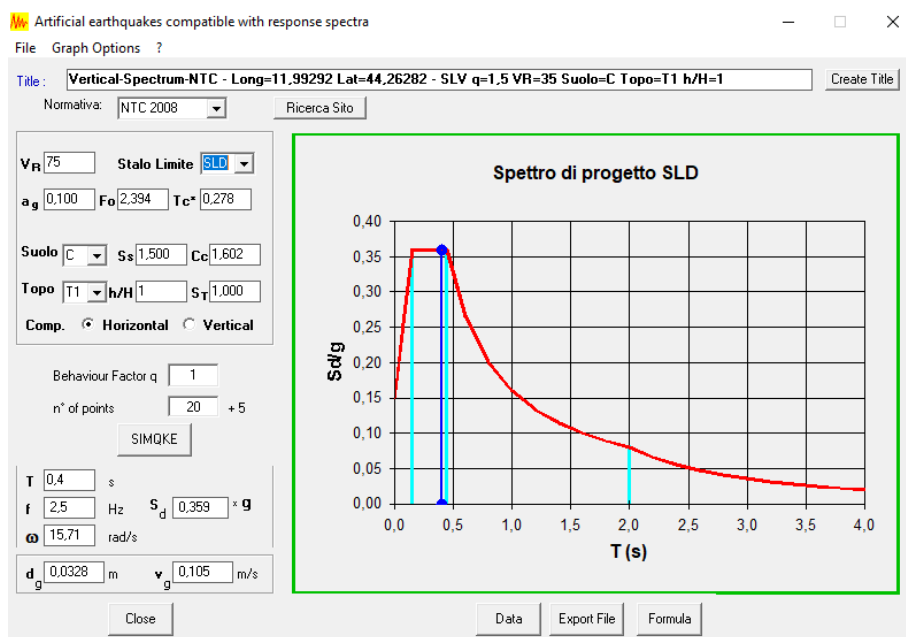 Artificial earthquakes compatible with response spectra
File Graph Options ?
Title : Vertical-Spectrum-NTC - Long=11,99292 Lat=44,26282 - SLV q=1,5 VR=35 Suolo=C Topo=T1 h/H=1 Create Title
Normativa: NTC 2008 Ricerca Sito
VR 75 Stalo Limite SLD
ag 0,100 Fo 2,394 Tc* 0,278
Suolo C Ss 1,500 Cc 1,602
Topo T1 h/H 1 ST 1,000
Comp. Horizontal Vertical
Behaviour Factor q 1
n° of points 20 + 5
SIMQKE
T 0,4 s
f 2,5 Hz Sd 0,359 × g
ω 15,71 rad/s
dg 0,0328 m vg 0,105 m/s
Spettro di progetto SLD
Sd/g
0,40
0,35
0,30
0,25
0,20
0,15
0,10
0,05
0,00
0,0 0,5 1,0 1,5 2,0 2,5 3,0 3,5 4,0
T (s)
Close Data Export File Formula